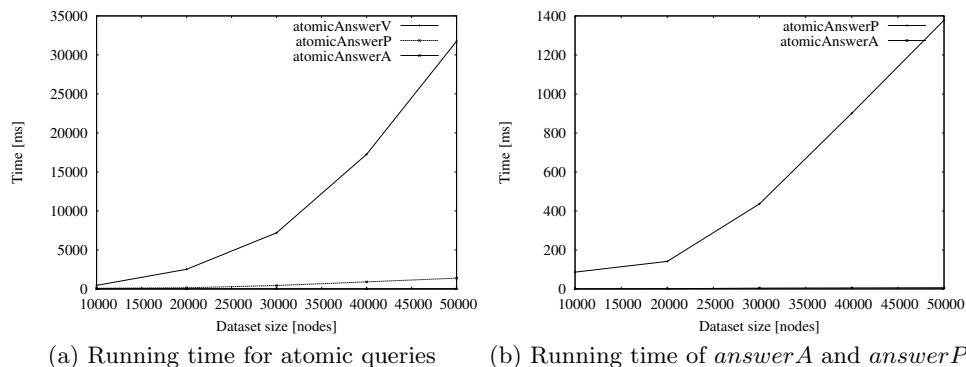 35000
30000
25000
20000
15000
10000
5000
0
Time [ms]
atomicAnswerV
atomicAnswerP
atomicAnswerA
10000 15000 20000 25000 30000 35000 40000 45000 50000
Dataset size [nodes]
(a) Running time for atomic queries
1400
1200
1000
800
600
400
200
0
Time [ms]
atomicAnswerP
atomicAnswerA
10000 15000 20000 25000 30000 35000 40000 45000 50000
Dataset size [nodes]
(b) Running time of answerA and answerP